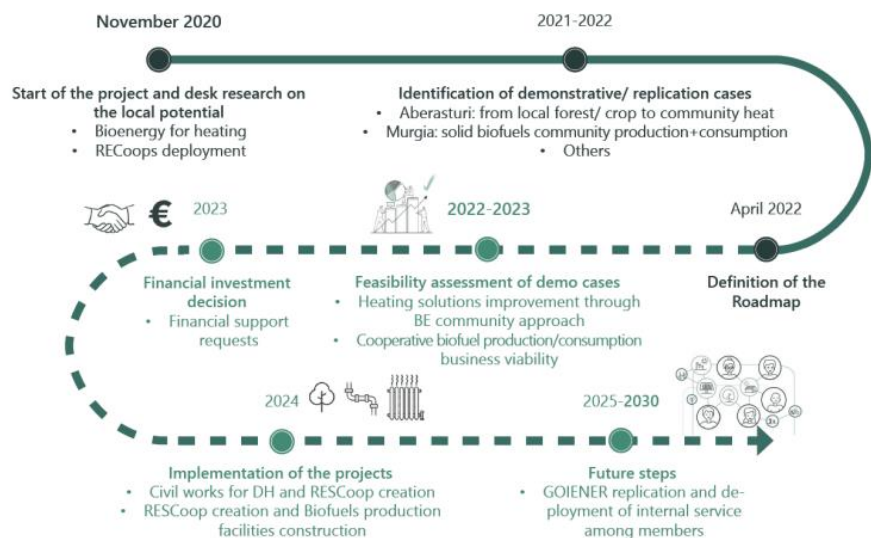 November 2020
2021-2022
Start of the project and desk research on
the local potential
• Bioenergy for heating
• RECoops deployment
Identification of demonstrative/ replication cases
• Aberasturi: from local forest/ crop to community heat
• Murgia: solid biofuels community production+consumption
• Others
April 2022
Definition of the
Roadmap
2022-2023
Feasibility assessment of demo cases
• Heating solutions improvement through
BE community approach
• Cooperative biofuel production/consumption
business viability
€
2023
Financial investment
decision
• Financial support
requests
2024
Implementation of the projects
• Civil works for DH and RESCoop creation
• RESCoop creation and Biofuels production
facilities construction
2025-2030
Future steps
• GOIENER replication and de-
ployment of internal service
among members